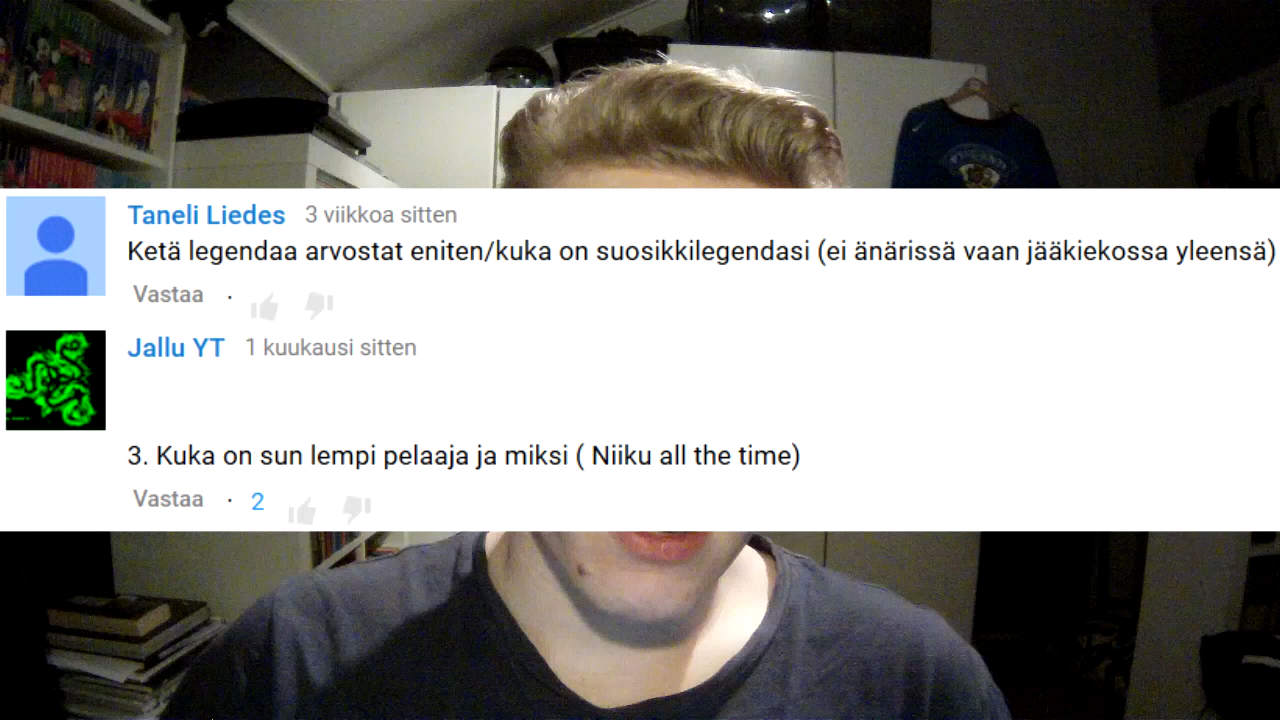 Taneli Liedes 3 viikkoa sitten
Ketä legendaa arvostat eniten/kuka on suosikkilegendasi (ei änärissä vaan jääkiekossa yleensä)
Vastaa ·
Jallu YT 1 kuukausi sitten
3. Kuka on sun lempi pelaaja ja miksi ( Niiku all the time)
Vastaa · 2